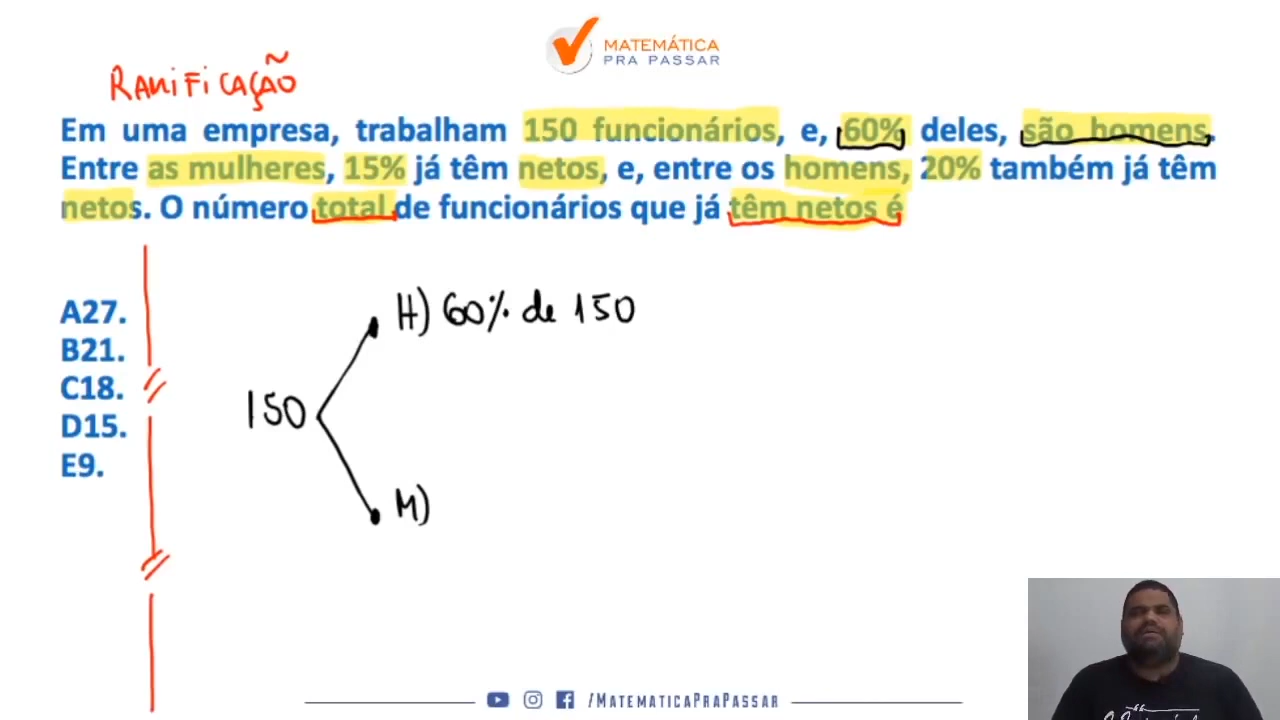 MATEMÁTICA
PRA PASSAR
RAMIFICAÇÃO
Em uma empresa, trabalham 150 funcionários, e, 60% deles, são homens.
Entre as mulheres, 15% já têm netos, e, entre os homens, 20% também já têm
netos. O número total de funcionários que já têm netos é
A27.
B21.
C18.
D15.
E9.
H) 60% de 150
150
M)
/MATEMATICAPRAPASSAR